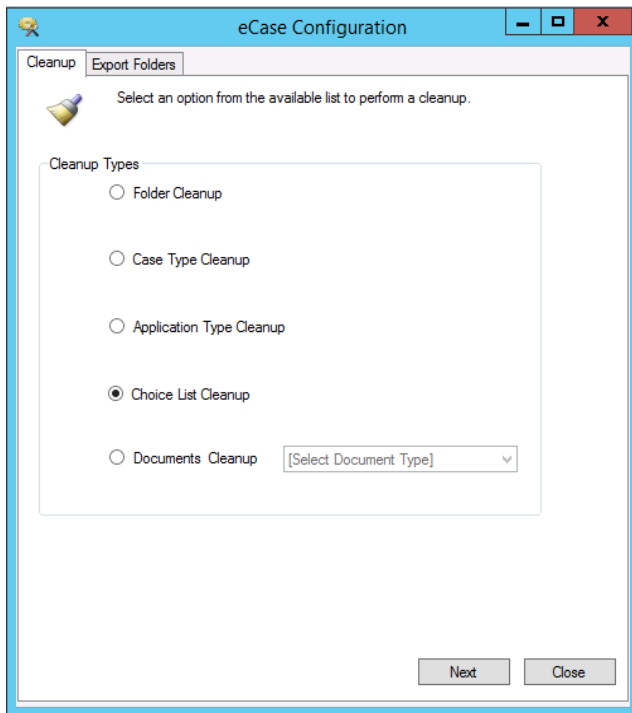 eCase Configuration
Cleanup
Export Folders
Select an option from the available list to perform a cleanup.
Cleanup Types
Folder Cleanup
Case Type Cleanup
Application Type Cleanup
Choice List Cleanup
Documents Cleanup
[Select Document Type]
Next
Close